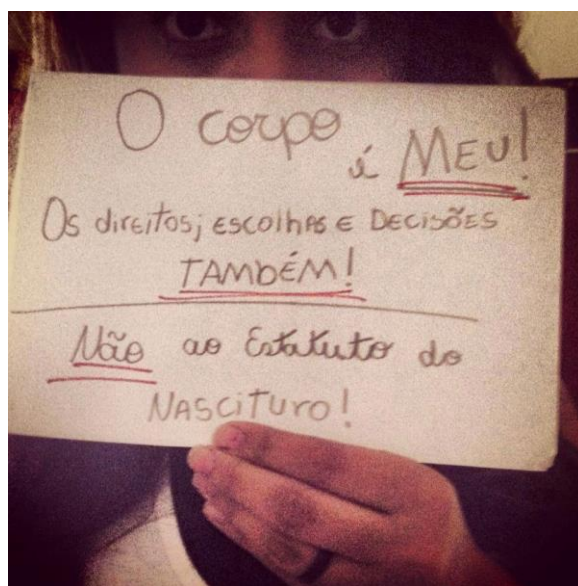 O corpo
é MEU!
Os direitos; escolhas e DECISÕES
TAMBÉM!
Não ao Estatuto do
NASCITURO!